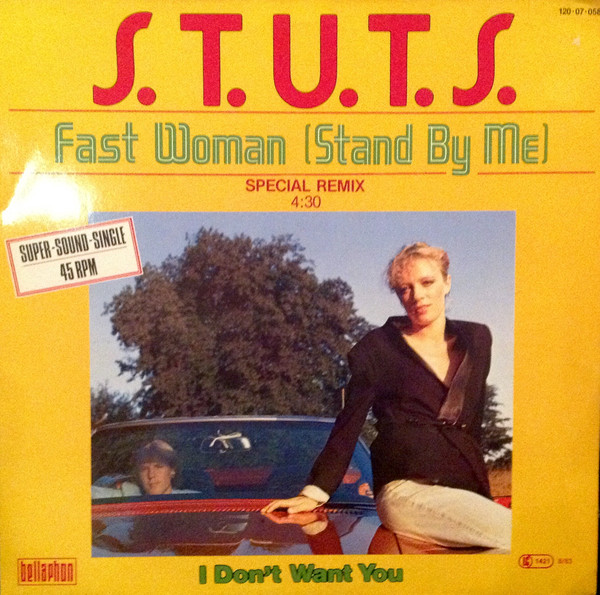 120·07·058
S.T.U.T.S.
Fast Woman (Stand By Me)
SPECIAL REMIX
4:30
SUPER-SOUND-SINGLE
45 RPM
bellaphon
I Don't Want You
1421